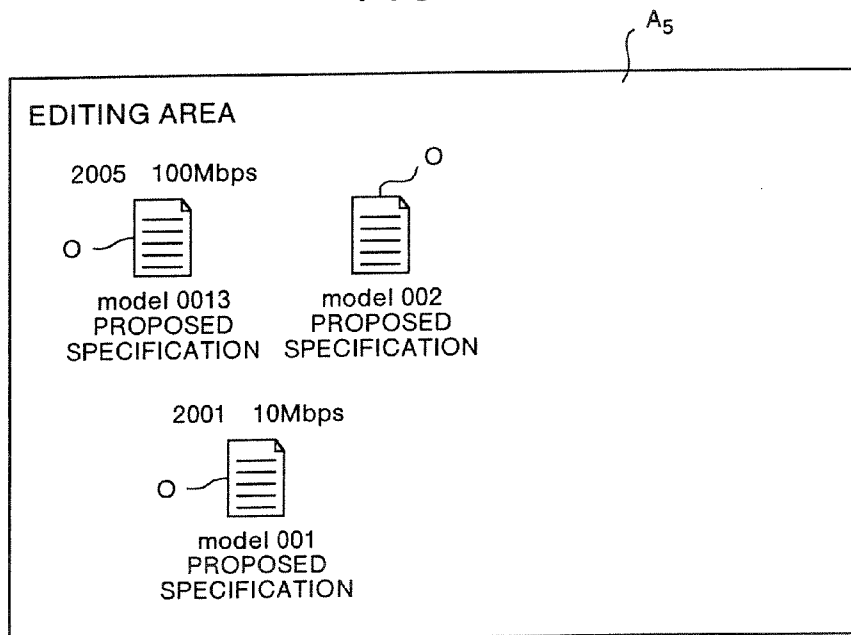 A5
EDITING AREA
2005 100Mbps
O
O
model 0013
PROPOSED
SPECIFICATION
model 002
PROPOSED
SPECIFICATION
2001 10Mbps
O
model 001
PROPOSED
SPECIFICATION